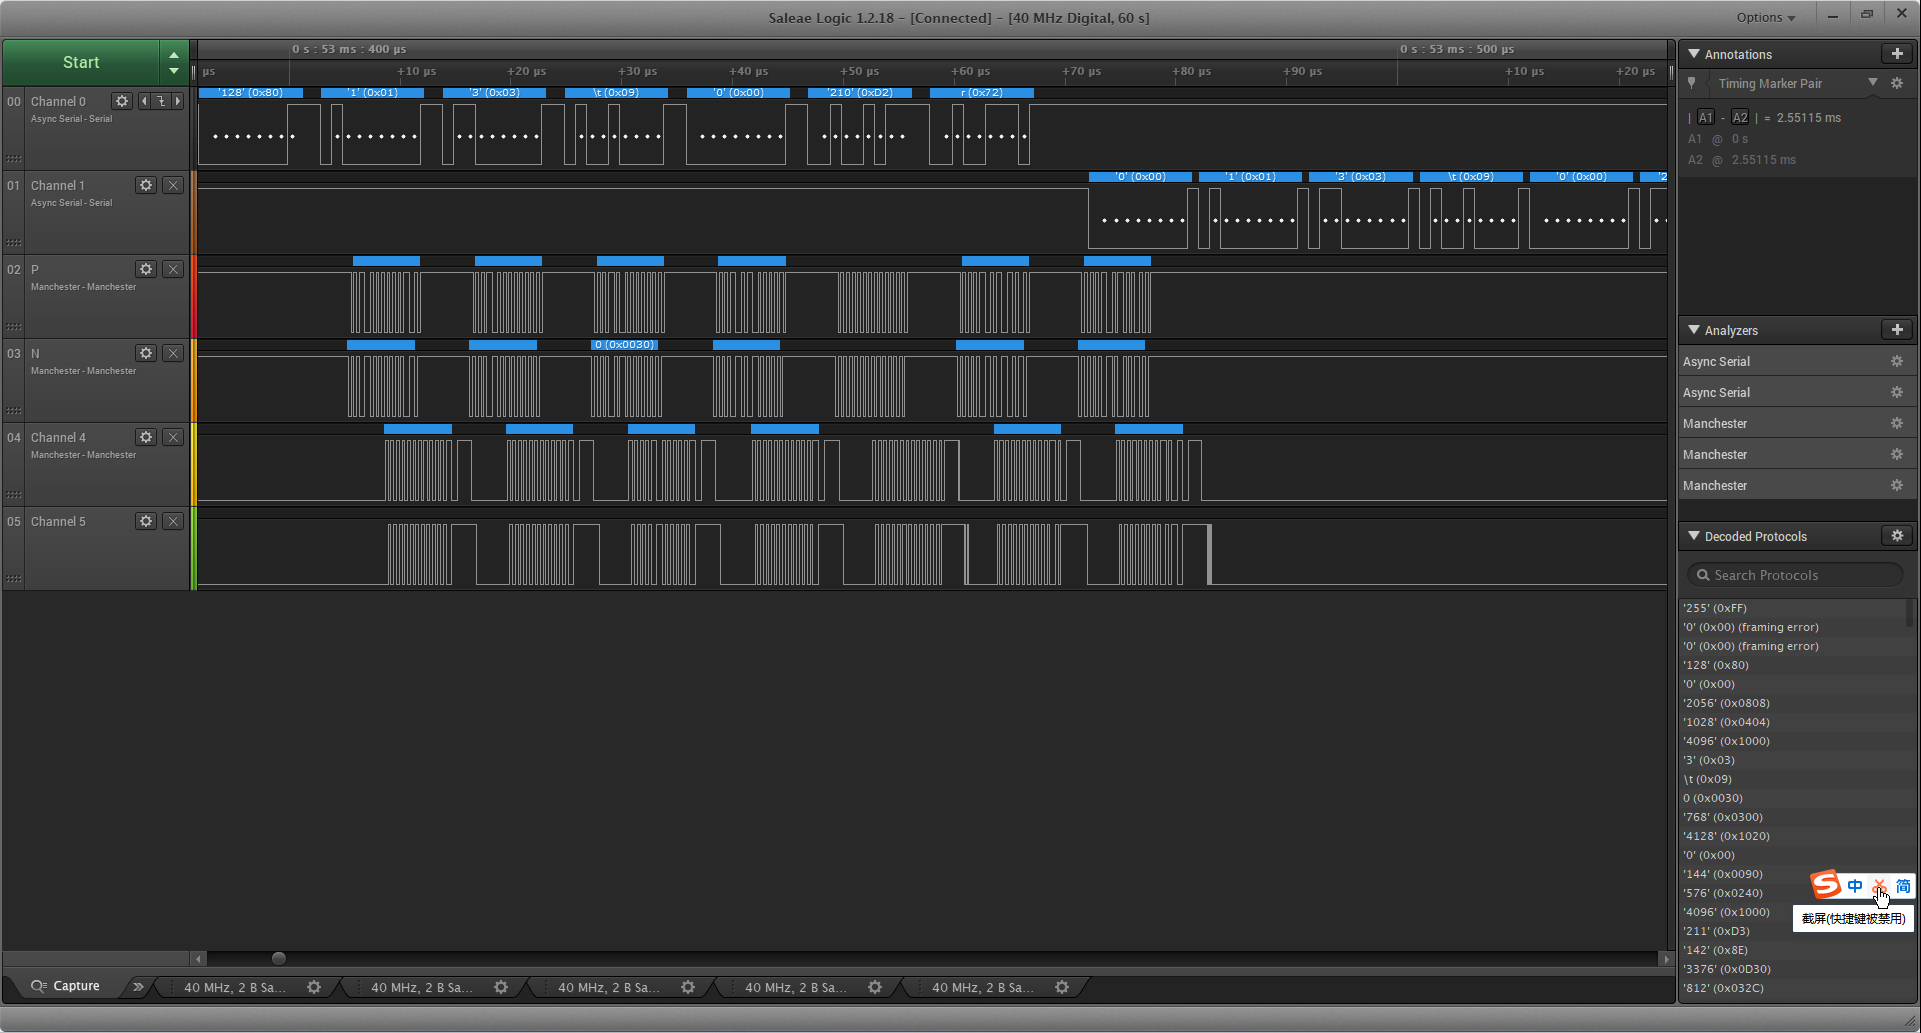 Saleae Logic 1.2.18 - [Connected] - [40 MHz Digital, 60 s]
Options
Start
0 s : 53 ms : 400 µs
0 s : 53 ms : 500 µs
µs
+10 µs
+20 µs
+30 µs
+40 µs
+50 µs
+60 µs
+70 µs
+80 µs
+90 µs
+10 µs
+20 µs
00 Channel 0
Async Serial - Serial
'128' (0x80)
'1' (0x01)
'3' (0x03)
\t (0x09)
'0' (0x00)
'210' (0xD2)
r (0x72)
01 Channel 1
Async Serial - Serial
'0' (0x00)
'1' (0x01)
'3' (0x03)
\t (0x09)
'0' (0x00)
'2
02 P
Manchester - Manchester
03 N
Manchester - Manchester
0 (0x0030)
04 Channel 4
Manchester - Manchester
05 Channel 5
Annotations
Timing Marker Pair
| A1 - A2 | = 2.55115 ms
A1 @ 0 s
A2 @ 2.55115 ms
Analyzers
Async Serial
Async Serial
Manchester
Manchester
Manchester
Decoded Protocols
Search Protocols
'255' (0xFF)
'0' (0x00) (framing error)
'0' (0x00) (framing error)
'128' (0x80)
'0' (0x00)
'2056' (0x0808)
'1028' (0x0404)
'4096' (0x1000)
'3' (0x03)
\t (0x09)
0 (0x0030)
'768' (0x0300)
'4128' (0x1020)
'0' (0x00)
'144' (0x0090)
'576' (0x0240)
'4096' (0x1000)
'211' (0xD3)
'142' (0x8E)
'3376' (0x0D30)
'812' (0x032C)
S 中 简
截屏(快捷键被禁用)
Capture
40 MHz, 2 B Sa...
40 MHz, 2 B Sa...
40 MHz, 2 B Sa...
40 MHz, 2 B Sa...
40 MHz, 2 B Sa...